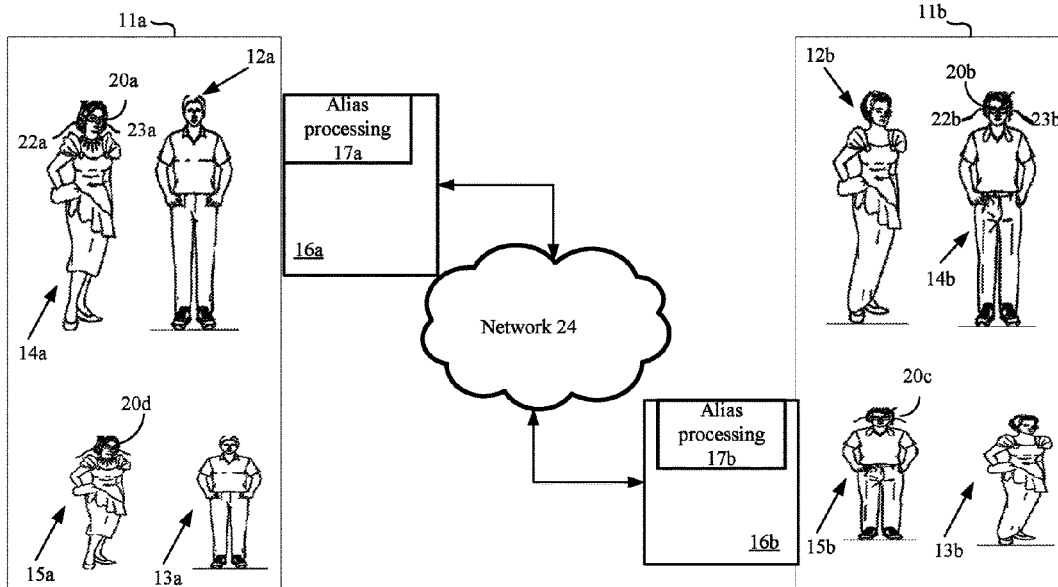 11a
11b
12a
20a
22a
23a
Alias
processing
17a
16a
14a
12b
20b
22b
23b
14b
Network 24
20d
15a
13a
Alias
processing
17b
16b
20c
15b
13b